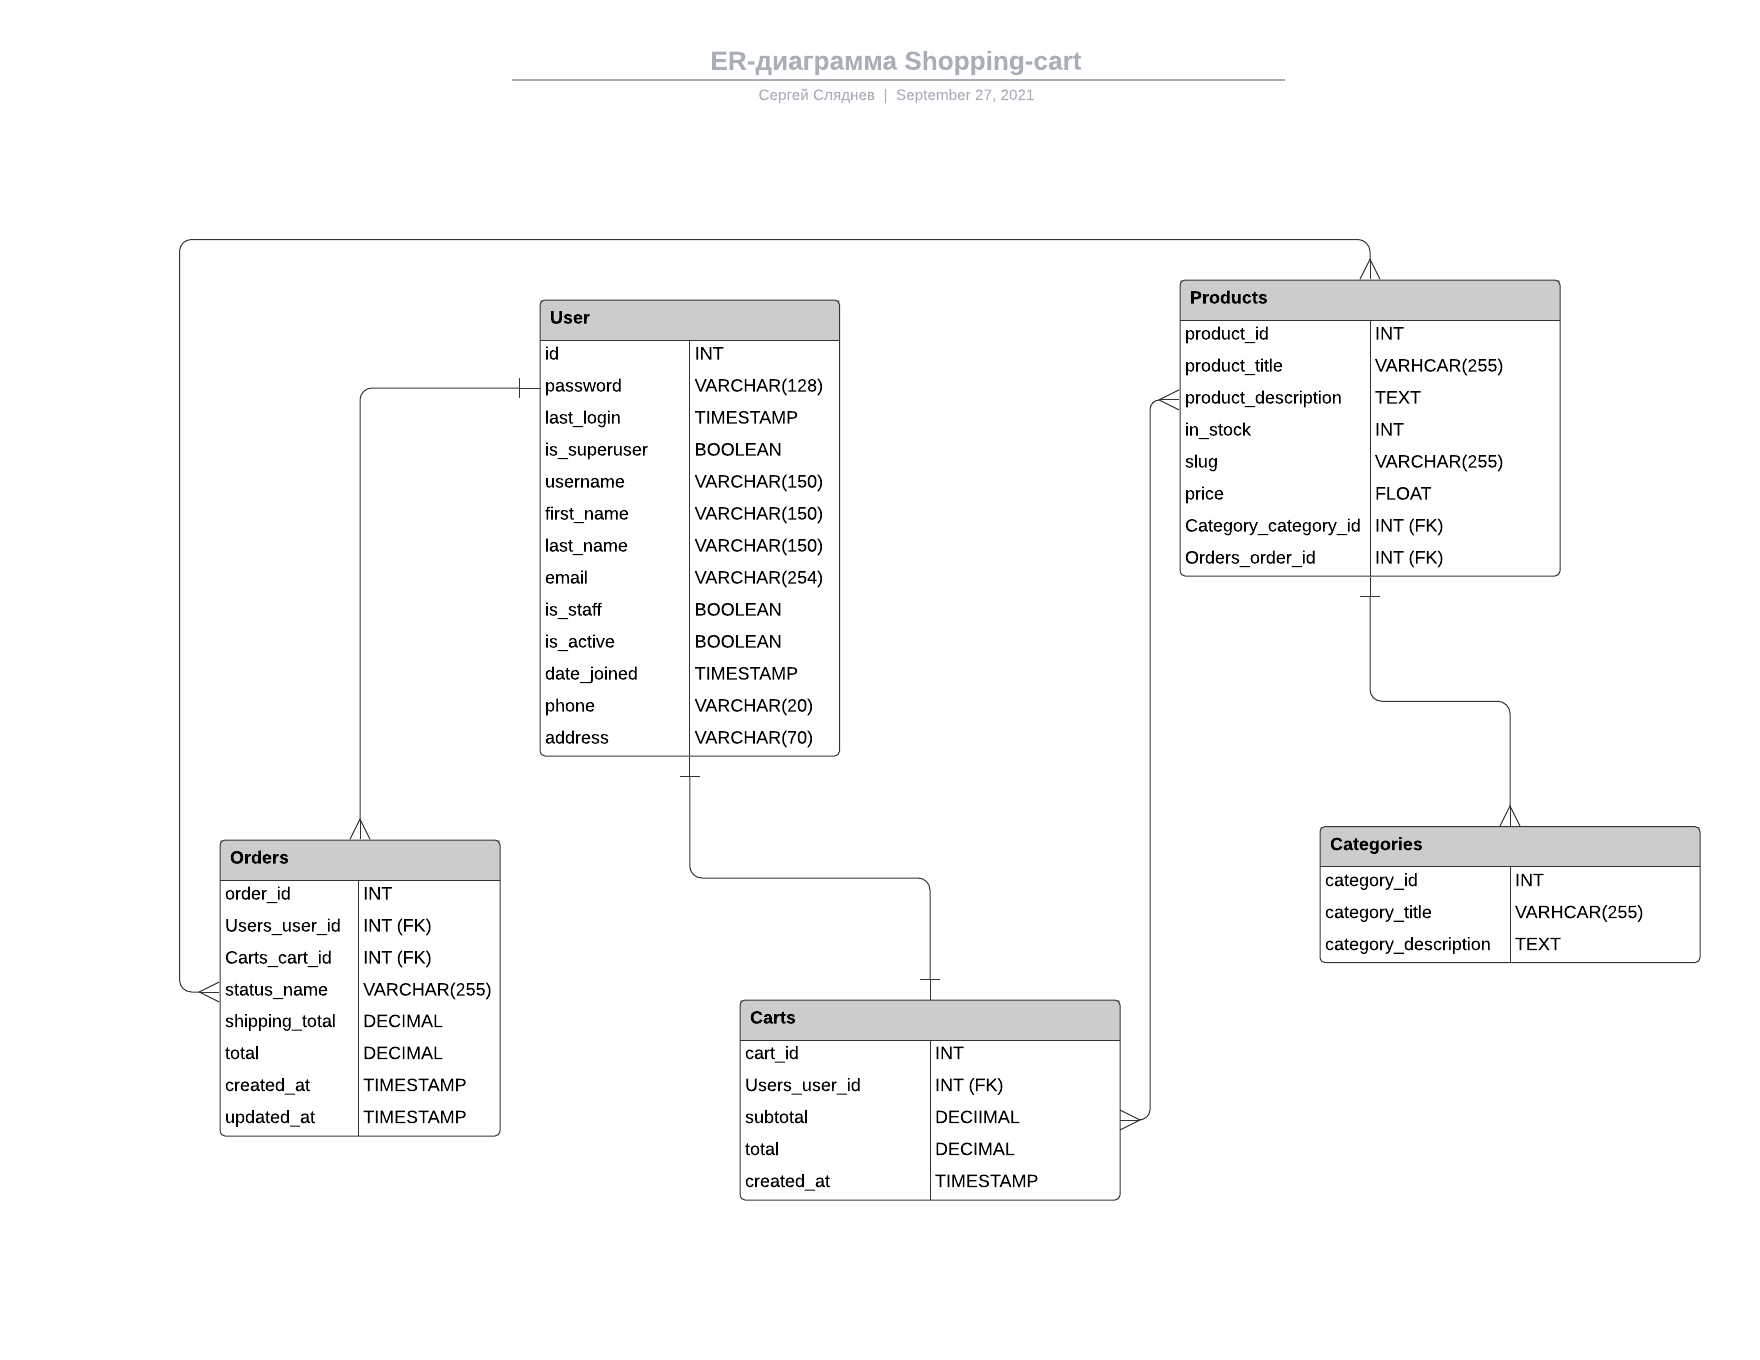 ER-диаграмма Shopping-cart
Сергей Сляднев | September 27, 2021
User
id INT
password VARCHAR(128)
last_login TIMESTAMP
is_superuser BOOLEAN
username VARCHAR(150)
first_name VARCHAR(150)
last_name VARCHAR(150)
email VARCHAR(254)
is_staff BOOLEAN
is_active BOOLEAN
date_joined TIMESTAMP
phone VARCHAR(20)
address VARCHAR(70)
Products
product_id INT
product_title VARHCAR(255)
product_description TEXT
in_stock INT
slug VARCHAR(255)
price FLOAT
Category_category_id INT (FK)
Orders_order_id INT (FK)
Orders
order_id INT
Users_user_id INT (FK)
Carts_cart_id INT (FK)
status_name VARCHAR(255)
shipping_total DECIMAL
total DECIMAL
created_at TIMESTAMP
updated_at TIMESTAMP
Categories
category_id INT
category_title VARHCAR(255)
category_description TEXT
Carts
cart_id INT
Users_user_id INT (FK)
subtotal DECIIMAL
total DECIMAL
created_at TIMESTAMP